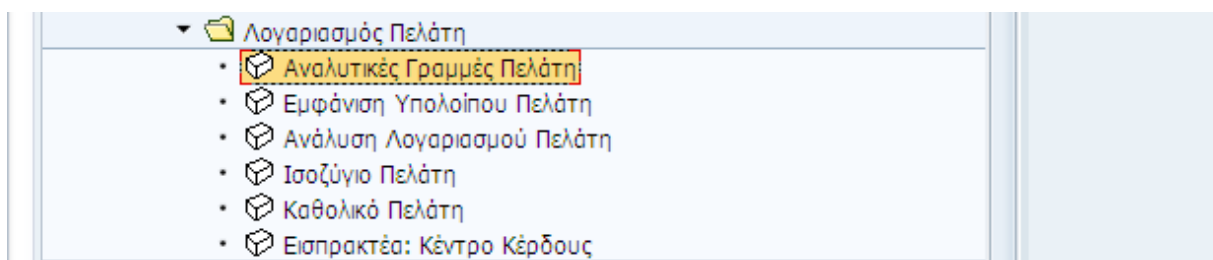 Λογαριασμός Πελάτη
Αναλυτικές Γραμμές Πελάτη
Εμφάνιση Υπολοίπου Πελάτη
Ανάλυση Λογαριασμού Πελάτη
Ισοζύγιο Πελάτη
Καθολικό Πελάτη
Εισπρακτέα: Κέντρο Κέρδους